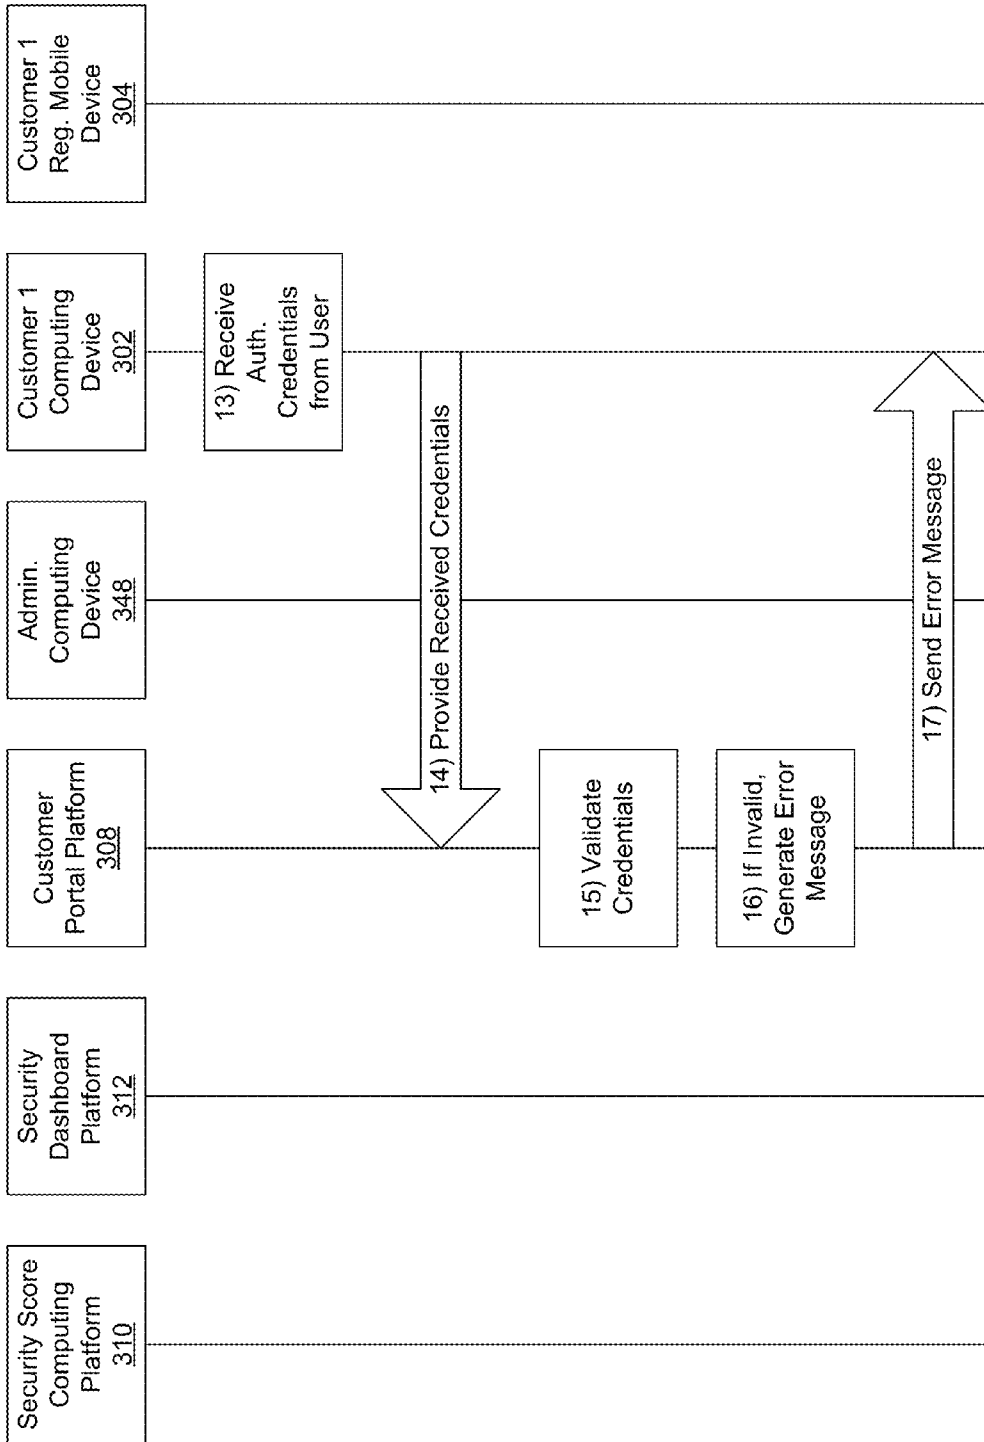 Security Score
Computing
Platform
310
Security
Dashboard
Platform
312
Customer
Portal Platform
308
Admin.
Computing
Device
348
Customer 1
Computing
Device
302
Customer 1
Reg. Mobile
Device
304
13) Receive
Auth.
Credentials
from User
14) Provide Received Credentials
15) Validate
Credentials
16) If Invalid,
Generate Error
Message
17) Send Error Message